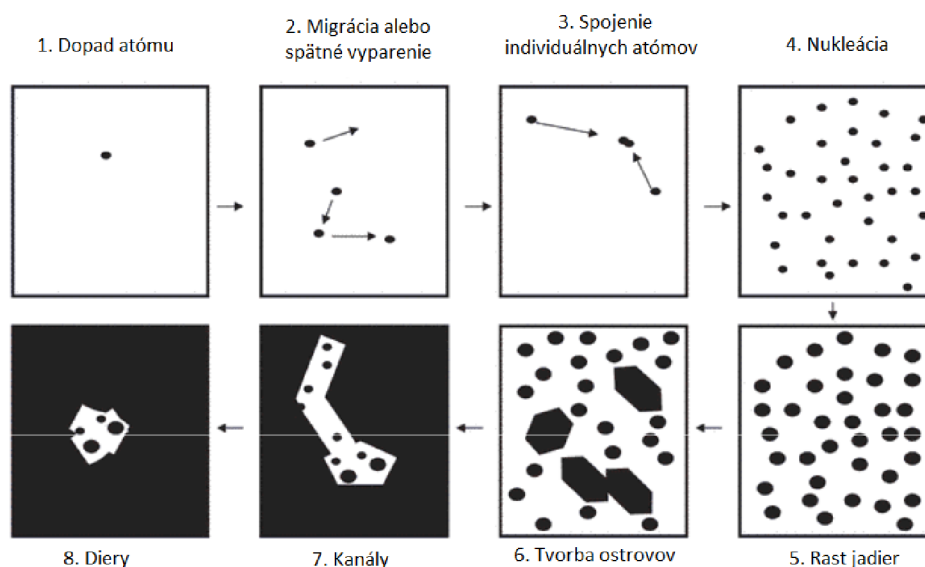 1. Dopad atómu
2. Migrácia alebo
spätné vyparenie
3. Spojenie
individuálnych atómov
4. Nukleácia
8. Diery
7. Kanály
6. Tvorba ostrovov
5. Rast jadier